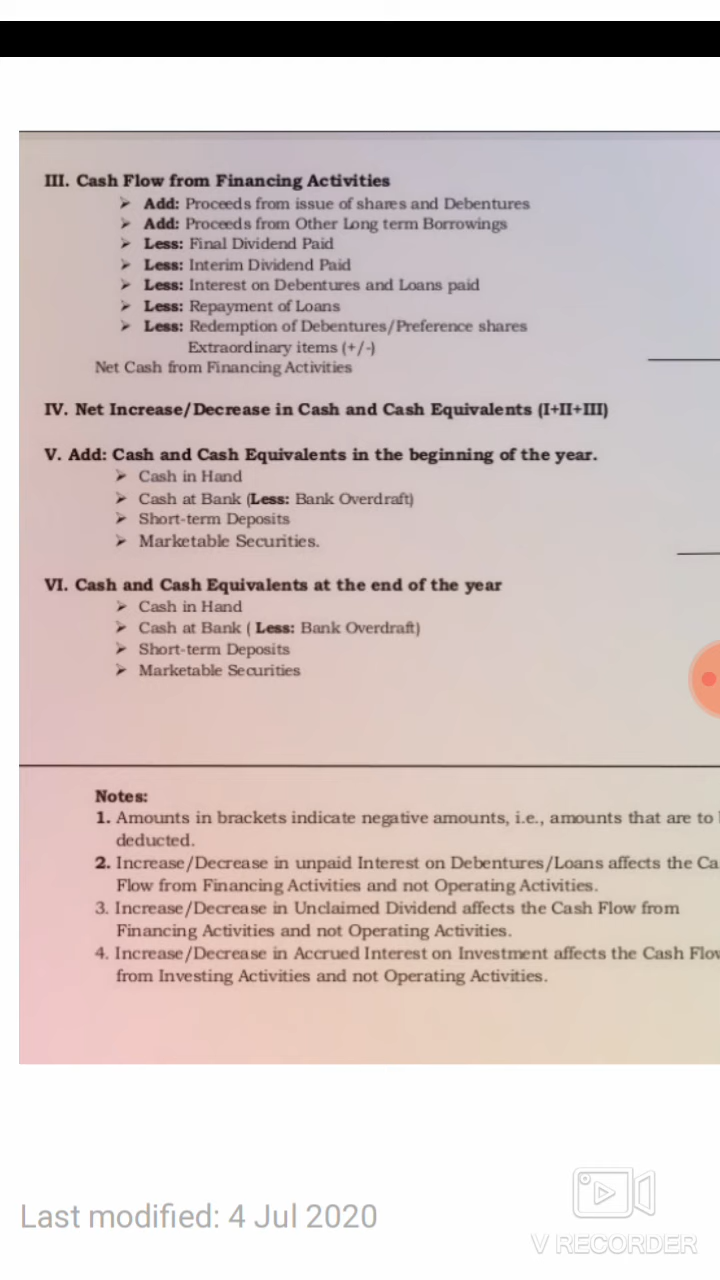 III. Cash Flow from Financing Activities
➤ Add: Proceeds from issue of shares and Debentures
➤ Add: Proceeds from Other Long term Borrowings
➤ Less: Final Dividend Paid
➤ Less: Interim Dividend Paid
➤ Less: Interest on Debentures and Loans paid
➤ Less: Repayment of Loans
➤ Less: Redemption of Debentures/Preference shares
Extraordinary items (+/-)
Net Cash from Financing Activities
IV. Net Increase/Decrease in Cash and Cash Equivalents (I+II+III)
V. Add: Cash and Cash Equivalents in the beginning of the year.
➤ Cash in Hand
➤ Cash at Bank (Less: Bank Overdraft)
➤ Short-term Deposits
➤ Marketable Securities.
VI. Cash and Cash Equivalents at the end of the year
➤ Cash in Hand
➤ Cash at Bank ( Less: Bank Overdraft)
➤ Short-term Deposits
➤ Marketable Securities
Notes:
1. Amounts in brackets indicate negative amounts, i.e., amounts that are to
deducted.
2. Increase/Decrease in unpaid Interest on Debentures/Loans affects the Ca
Flow from Financing Activities and not Operating Activities.
3. Increase/Decrease in Unclaimed Dividend affects the Cash Flow from
Financing Activities and not Operating Activities.
4. Increase/Decrease in Accrued Interest on Investment affects the Cash Flow
from Investing Activities and not Operating Activities.
Last modified: 4 Jul 2020
V RECORDER